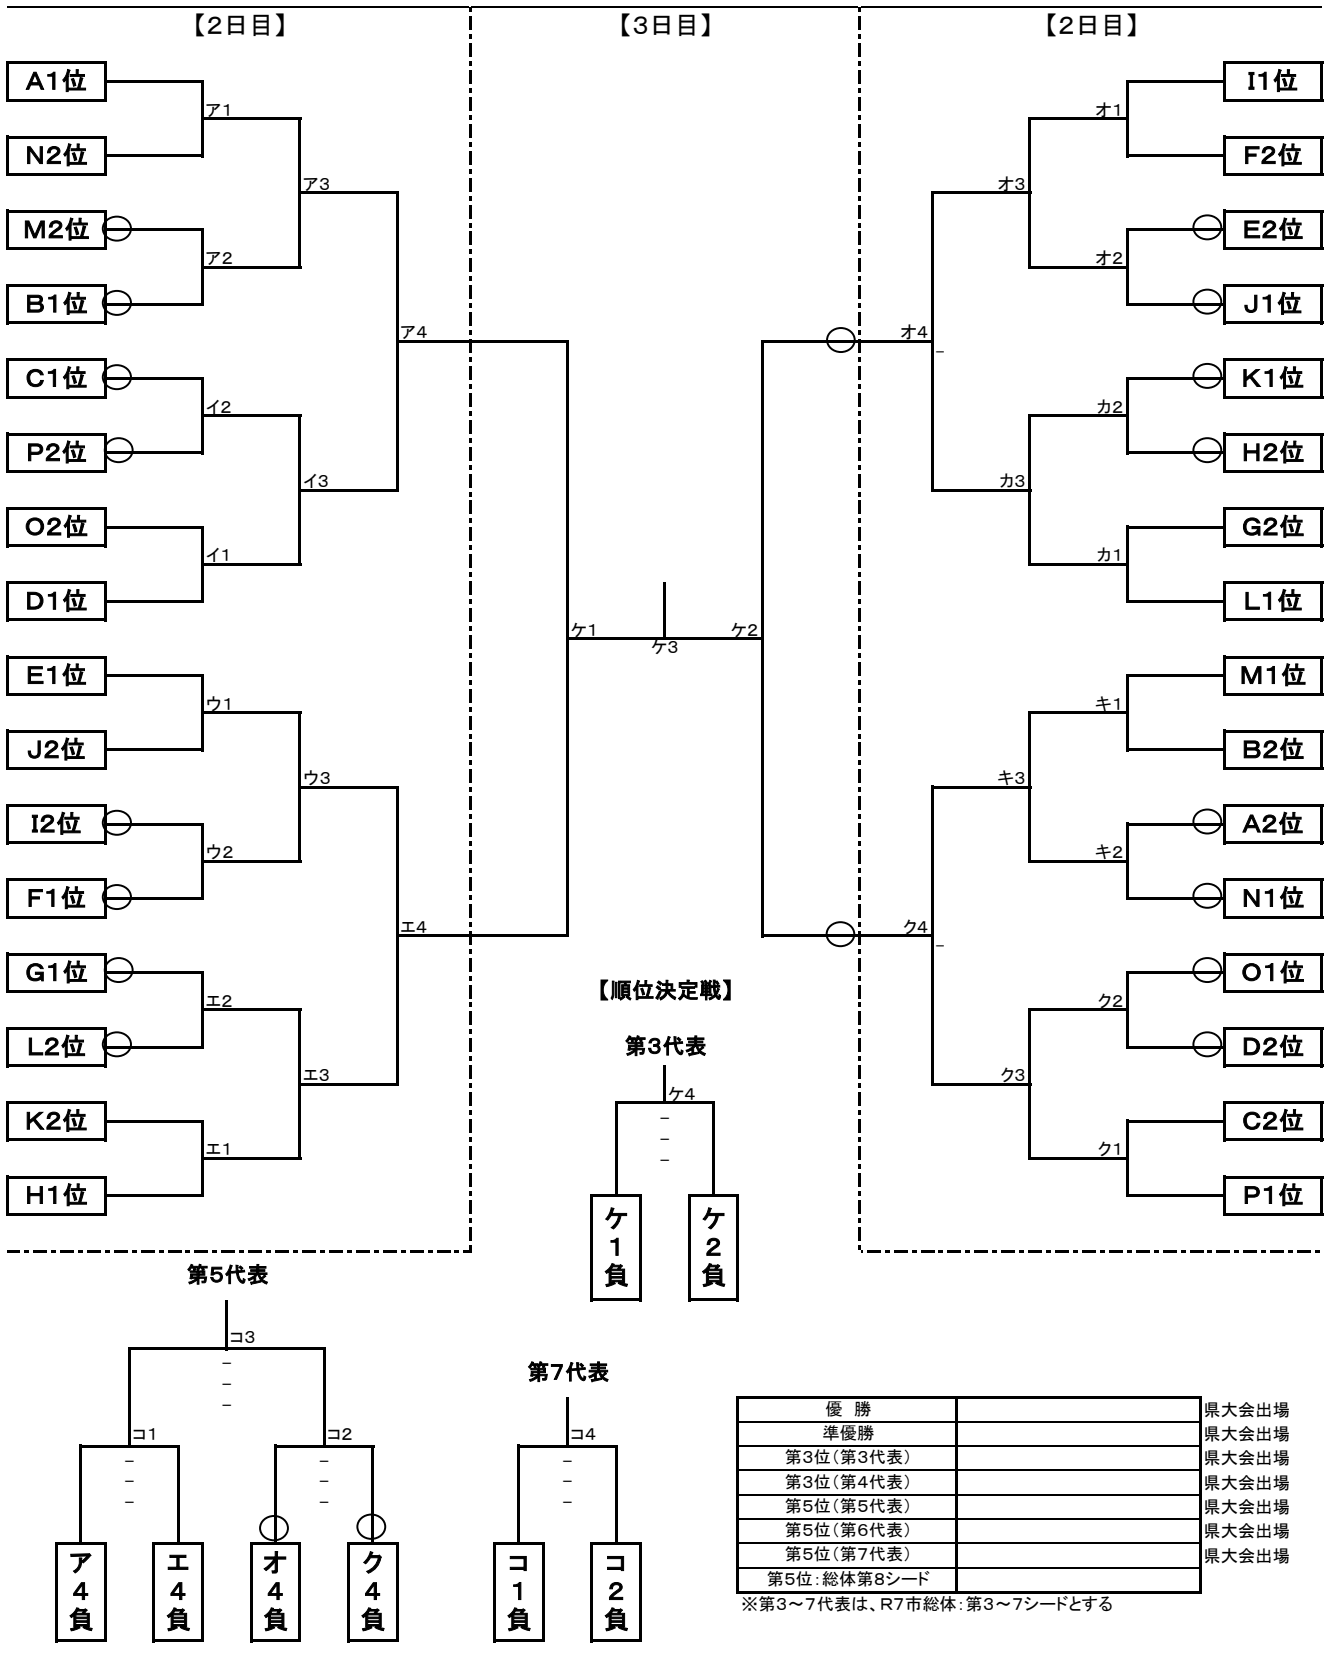 【2日目】
【3日目】
【2日目】
A1位
N2位
M2位
B1位
C1位
P2位
O2位
D1位
E1位
J2位
I2位
F1位
G1位
L2位
K2位
H1位
ア1
ア2
イ2
イ1
ウ1
ウ2
エ2
エ1
ア3
イ3
ウ3
エ3
ア4
エ4
ケ1
ケ3
ケ2
オ4
ク4
オ3
カ3
キ3
ク3
オ1
オ2
カ2
カ1
キ1
キ2
ク2
ク1
I1位
F2位
E2位
J1位
K1位
H2位
G2位
L1位
M1位
B2位
A2位
N1位
O1位
D2位
C2位
P1位
【順位決定戦】
第3代表
ケ4
ケ1負
ケ2負
第5代表
コ3
コ1
コ2
ア4負
エ4負
オ4負
ク4負
第7代表
コ4
コ1負
コ2負
優 勝 県大会出場
準優勝 県大会出場
第3位(第3代表) 県大会出場
第3位(第4代表) 県大会出場
第5位(第5代表) 県大会出場
第5位(第6代表) 県大会出場
第5位(第7代表) 県大会出場
第5位:総体第8シード
※第3～7代表は、R7市総体:第3～7シードとする